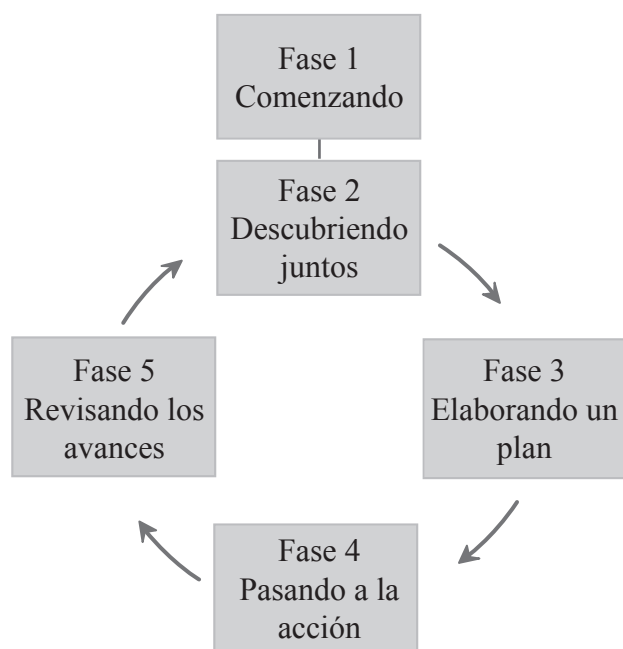 Fase 1
Comenzando
Fase 2
Descubriendo
juntos
Fase 3
Elaborando un
plan
Fase 4
Pasando a la
acción
Fase 5
Revisando los
avances